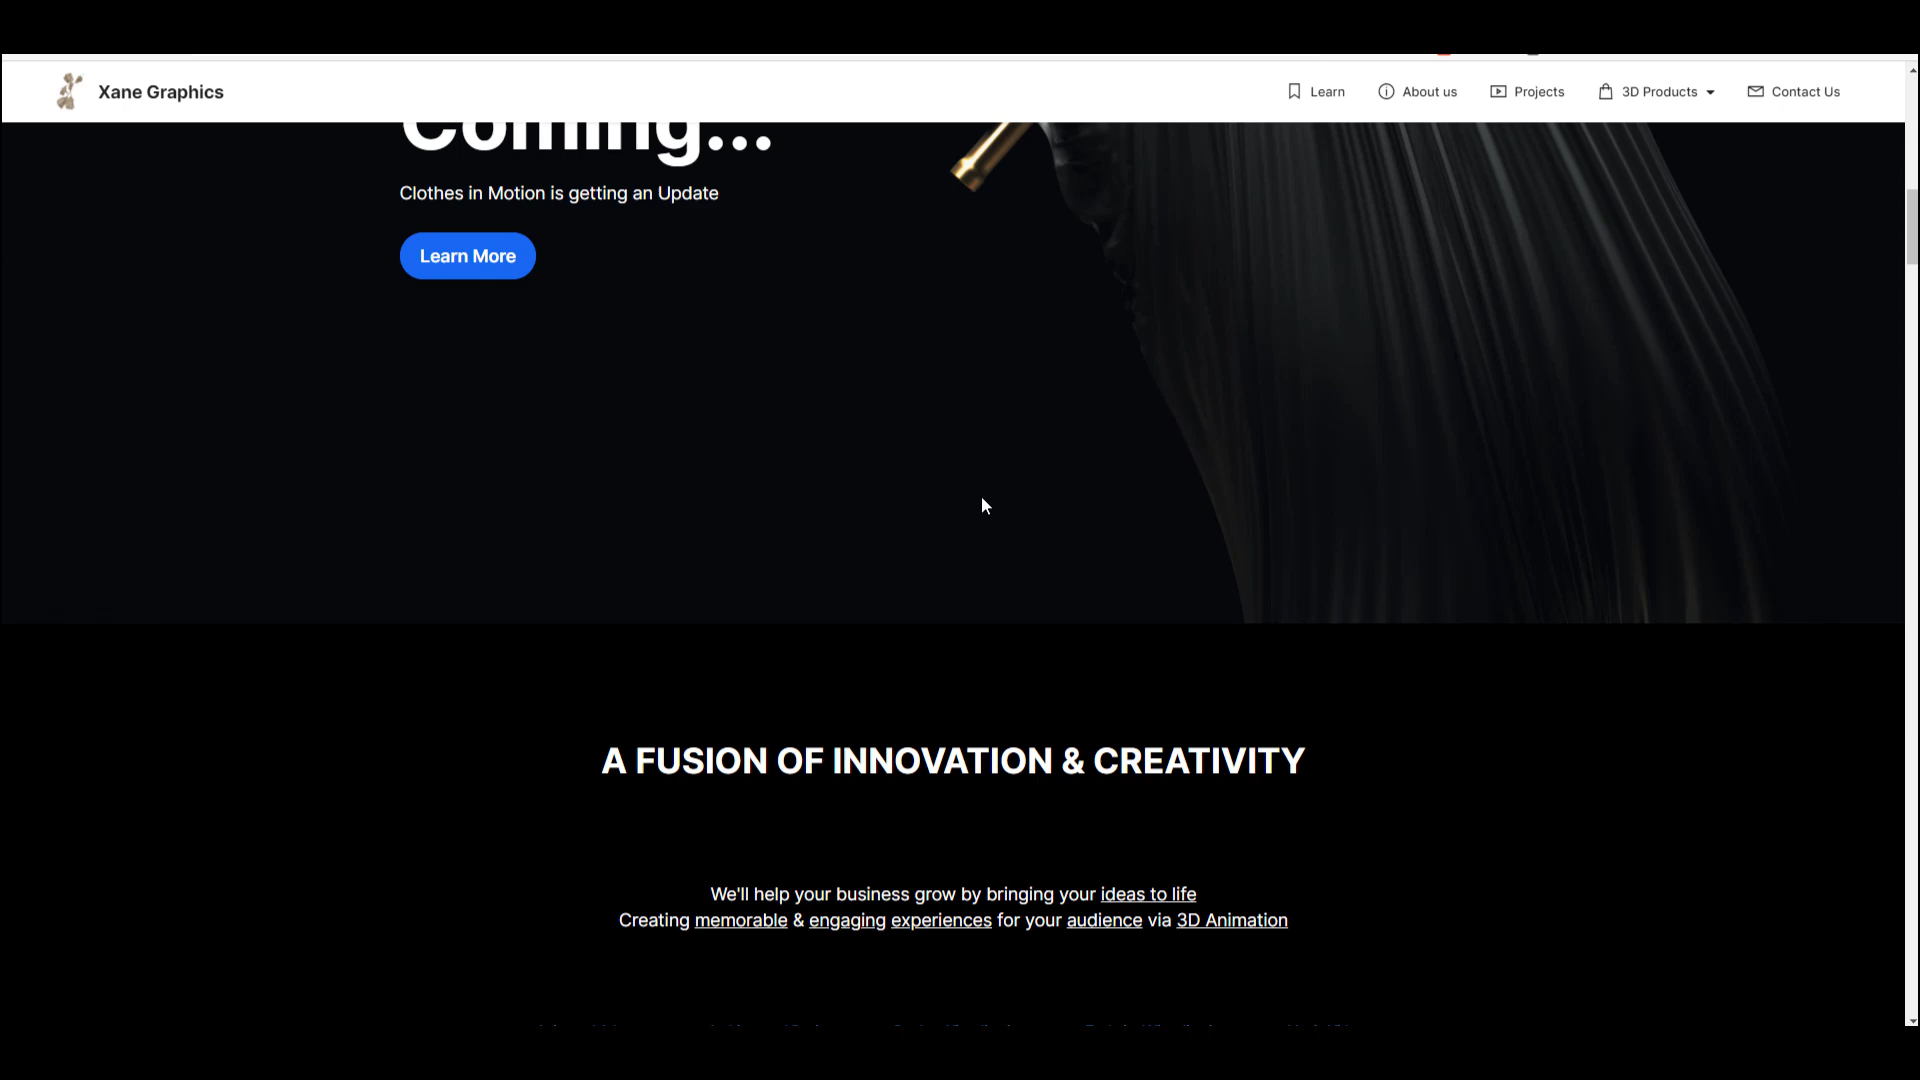 Xane Graphics
Learn
About us
Projects
3D Products
Contact Us
Coming...
Clothes in Motion is getting an Update
Learn More
A FUSION OF INNOVATION & CREATIVITY
We'll help your business grow by bringing your ideas to life
Creating memorable & engaging experiences for your audience via 3D Animation